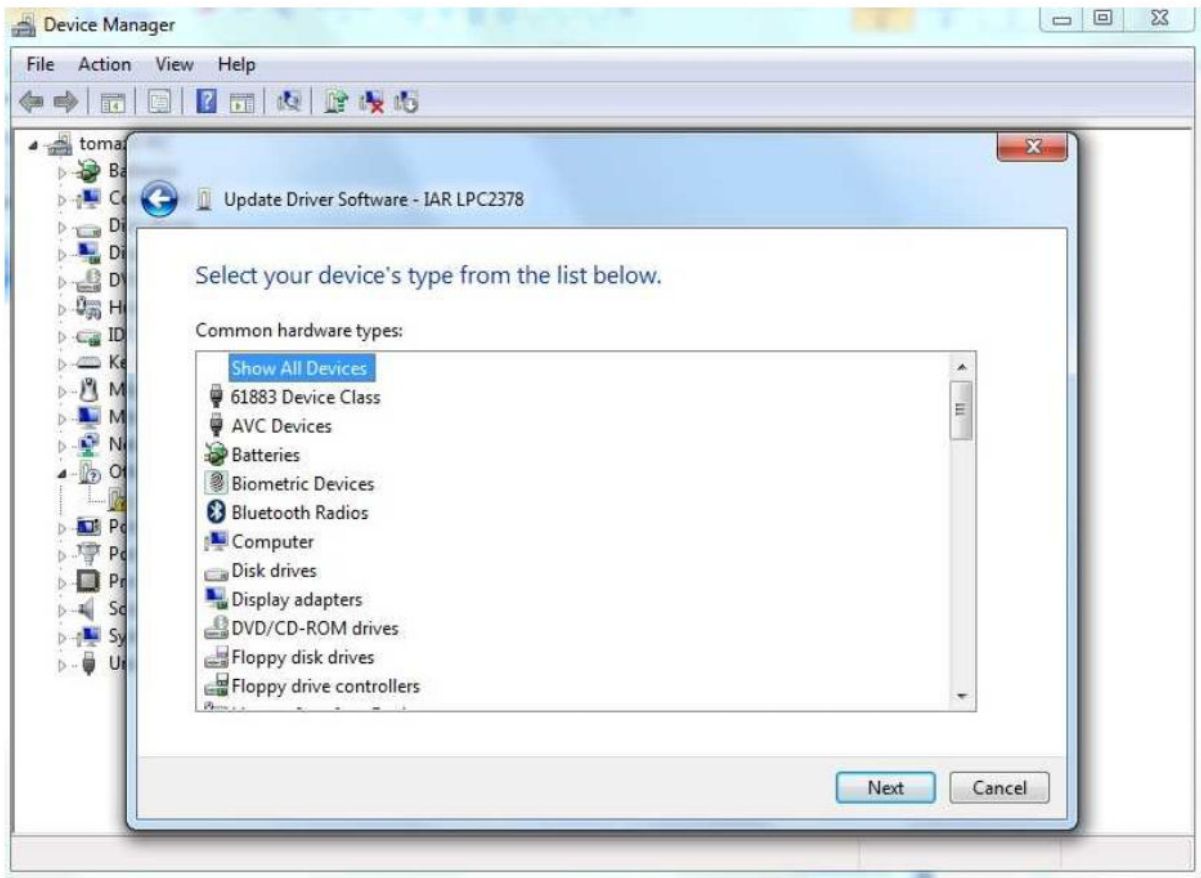 Device Manager
File Action View Help
Update Driver Software - IAR LPC2378
Select your device's type from the list below.
Common hardware types:
Show All Devices
61883 Device Class
AVC Devices
Batteries
Biometric Devices
Bluetooth Radios
Computer
Disk drives
Display adapters
DVD/CD-ROM drives
Floppy disk drives
Floppy drive controllers
Next Cancel